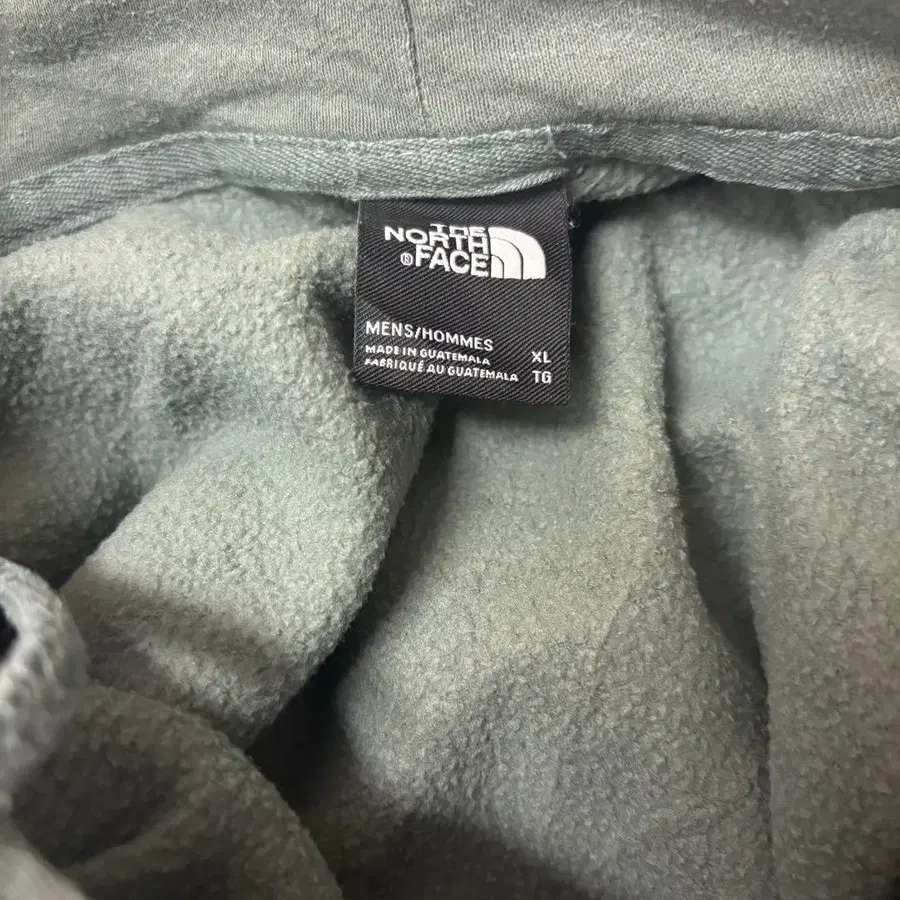 THE
NORTH
®FACE
MENS/HOMMES
MADE IN GUATEMALA XL
FABRIQUÉ AU GUATEMALA TG